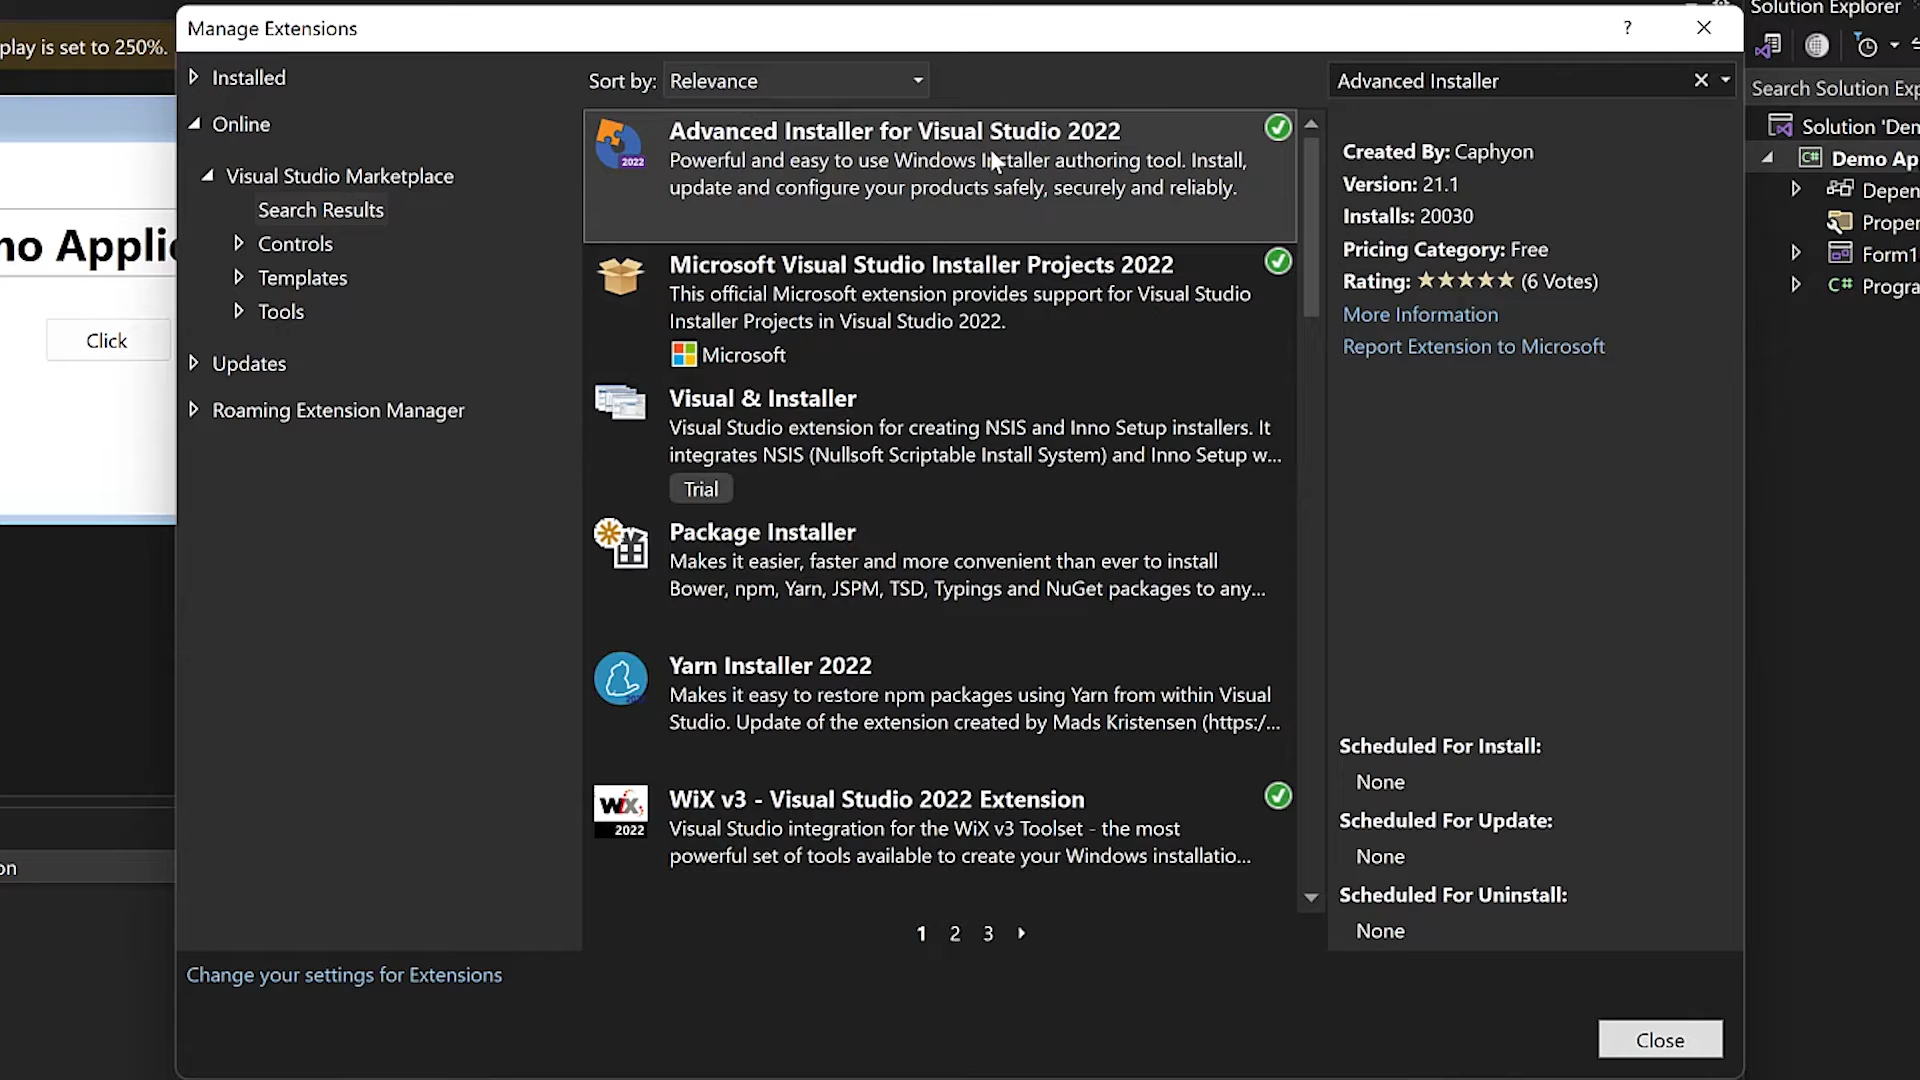 Manage Extensions
?
Solution Explorer
play is set to 250%.
Installed
Sort by:
Relevance
Advanced Installer
Search Solution Exp
Online
Visual Studio Marketplace
Search Results
Controls
Templates
Tools
Updates
Roaming Extension Manager
no Applic
Click
on
2022
Advanced Installer for Visual Studio 2022
Powerful and easy to use Windows Installer authoring tool. Install,
update and configure your products safely, securely and reliably.
Microsoft Visual Studio Installer Projects 2022
This official Microsoft extension provides support for Visual Studio
Installer Projects in Visual Studio 2022.
Microsoft
Visual & Installer
Visual Studio extension for creating NSIS and Inno Setup installers. It
integrates NSIS (Nullsoft Scriptable Install System) and Inno Setup w...
Trial
Package Installer
Makes it easier, faster and more convenient than ever to install
Bower, npm, Yarn, JSPM, TSD, Typings and NuGet packages to any...
Yarn Installer 2022
Makes it easy to restore npm packages using Yarn from within Visual
Studio. Update of the extension created by Mads Kristensen (https:/...
WiX
2022
WiX v3 - Visual Studio 2022 Extension
Visual Studio integration for the WiX v3 Toolset - the most
powerful set of tools available to create your Windows installatio...
1 2 3
Created By: Caphyon
Version: 21.1
Installs: 20030
Pricing Category: Free
Rating: (6 Votes)
More Information
Report Extension to Microsoft
Scheduled For Install:
None
Scheduled For Update:
None
Scheduled For Uninstall:
None
Solution 'Dem
C# Demo Ap
Depen
Proper
Form1
C# Progra
Change your settings for Extensions
Close